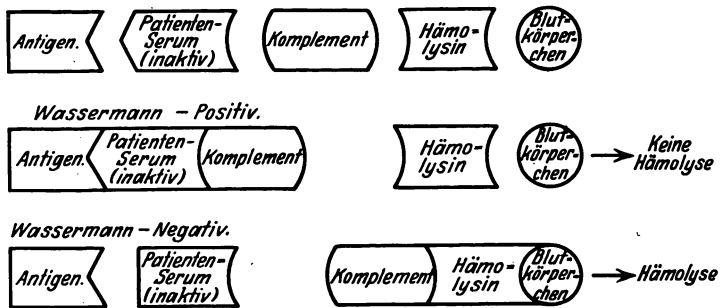 Antigen.
Patienten-
Serum
(inaktiv)
Komplement
Hämo-
lysin
Blut-
körper-
chen
Wassermann – Positiv.
Antigen.
Patienten-
Serum
(inaktiv)
Komplement
Hämo-
lysin
Blut-
körper-
chen
Keine
Hämolyse
Wassermann – Negativ.
Antigen.
Patienten-
Serum
(inaktiv)
Komplement
Hämo-
lysin
Blut-
körper-
chen
Hämolyse